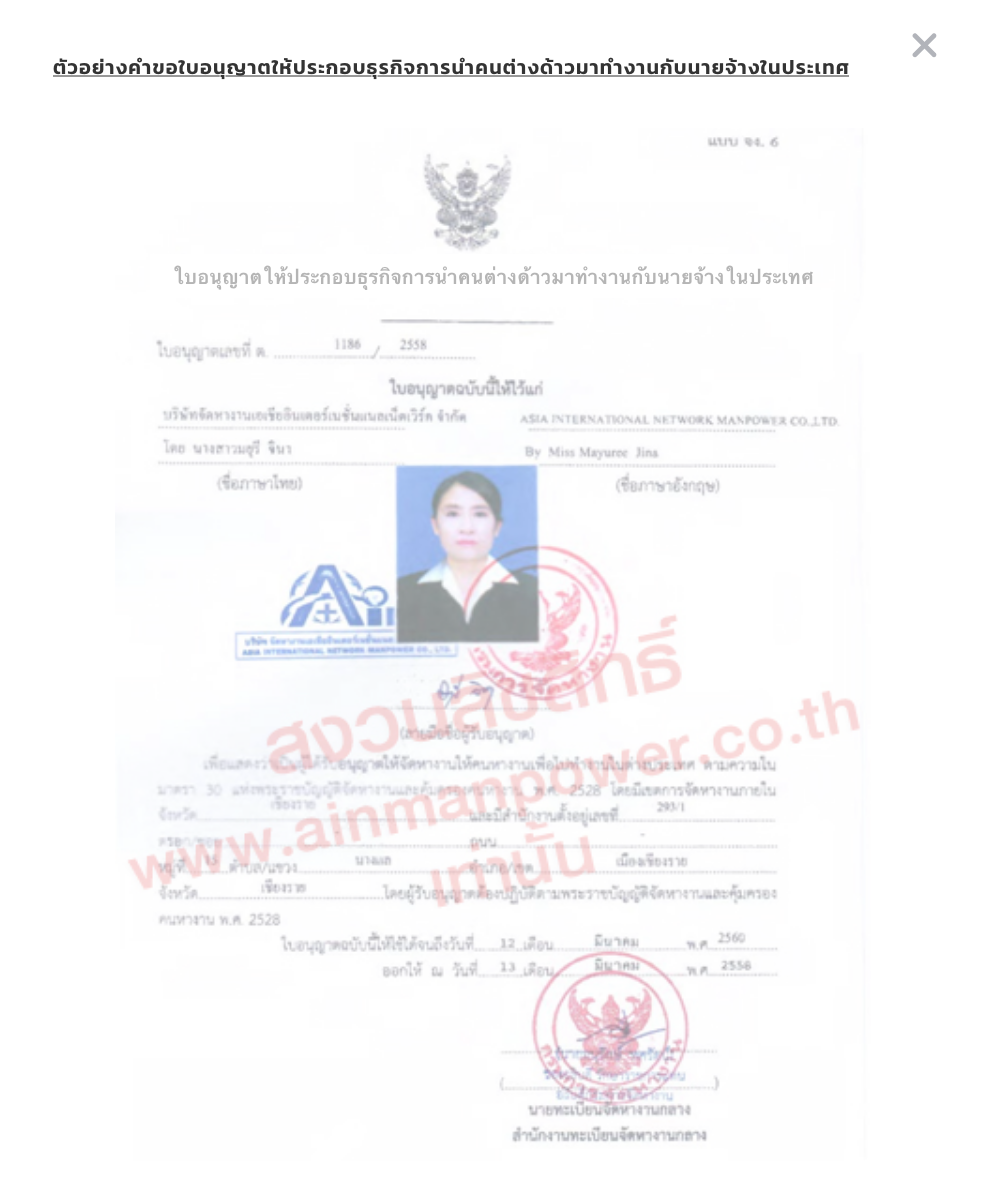 ตัวอย่างคำขอใบอนุญาตให้ประกอบธุรกิจการนำคนต่างด้าวมาทำงานกับนายจ้างในประเทศ
แบบ จง. ๖
ใบอนุญาตให้ประกอบธุรกิจการนำคนต่างด้าวมาทำงานกับนายจ้างในประเทศ
ใบอนุญาตเลขที่ ต. 1186 / 2558
ใบอนุญาตฉบับนี้ให้ไว้แก่
บริษัทจัดหางานเอเชียอินเตอร์เนชั่นแนลเน็ตเวิร์ค จำกัด ASIA INTERNATIONAL NETWORK MANPOWER CO.,LTD.
โดย นางสาวมยุรี จินา By Miss Mayuree Jina
(ชื่อภาษาไทย) (ชื่อภาษาอังกฤษ)
ASIA INTERNATIONAL NETWORK MANPOWER CO., LTD.
กรมการจัดหางาน
สงวนลิขสิทธิ์
www.ainmanpower.co.th
เท่านั้น
(ลายมือชื่อผู้รับอนุญาต)
เพื่อแสดงว่าเป็นผู้ได้รับอนุญาตให้จัดหางานให้คนหางานเพื่อไปทำงานในต่างประเทศ ตามความใน
มาตรา 30 แห่งพระราชบัญญัติจัดหางานและคุ้มครองคนหางาน พ.ศ. 2528 โดยมีเขตการจัดหางานภายใน
จังหวัด เชียงราย และมีสำนักงานตั้งอยู่เลขที่ 293/1
ตรอก/ซอย - ถนน -
หมู่ที่ 15 ตำบล/แขวง นางแล อำเภอ/เขต เมืองเชียงราย
จังหวัด เชียงราย โดยผู้รับอนุญาตต้องปฏิบัติตามพระราชบัญญัติจัดหางานและคุ้มครอง
คนหางาน พ.ศ. 2528
ใบอนุญาตฉบับนี้ให้ใช้ได้จนถึงวันที่ 12 เดือน มีนาคม พ.ศ. 2560
ออกให้ ณ วันที่ 13 เดือน มีนาคม พ.ศ. 2558
กรมการจัดหางาน
นายทะเบียนจัดหางานกลาง
สำนักงานทะเบียนจัดหางานกลาง